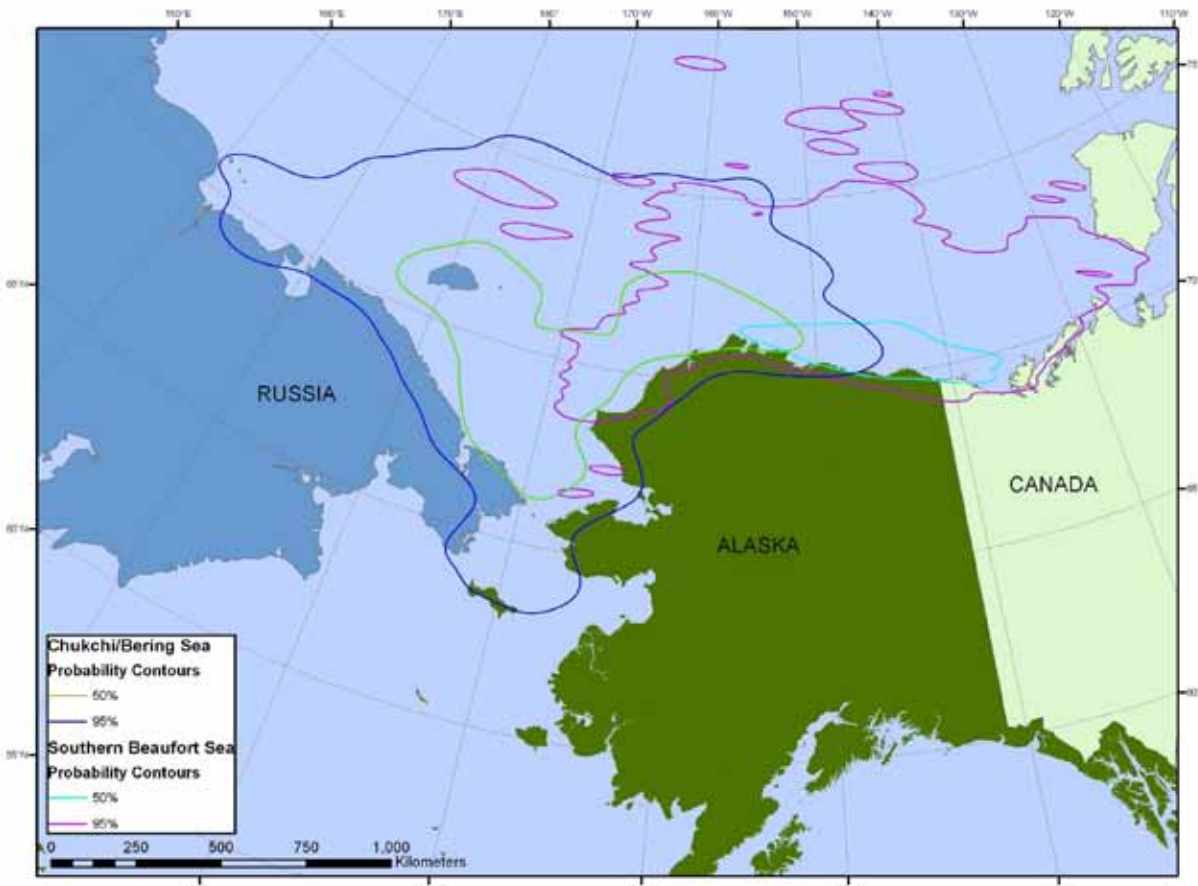 170°W 160°W 150°W 140°W 130°W 120°W 110°W
RUSSIA
CANADA
ALASKA
Chukchi/Bering Sea
Probability Contours
50%
95%
Southern Beaufort Sea
Probability Contours
50%
95%
0 250 500 750 1,000
Kilometers